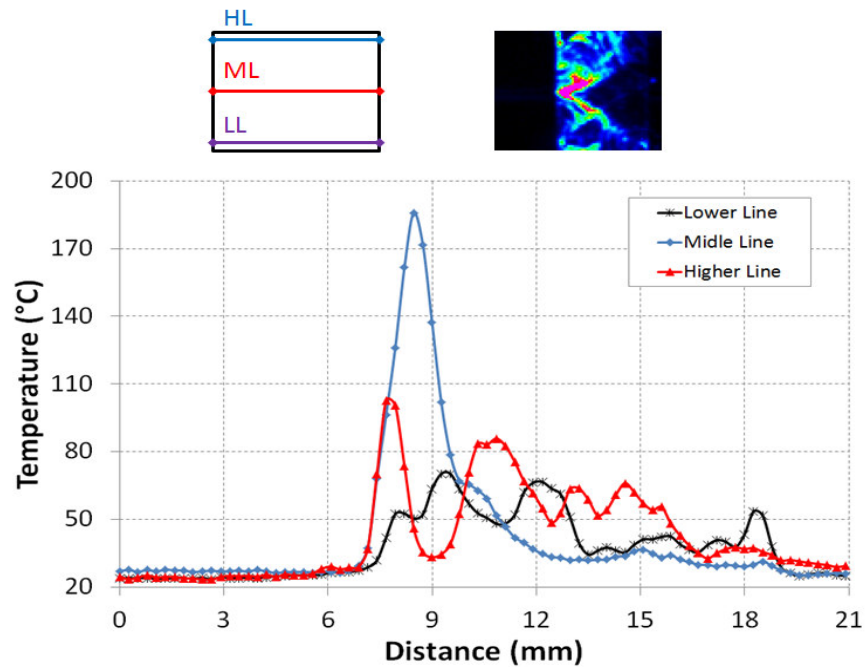 HL
ML
LL
200
170
140
110
80
50
20
Temperature (°C)
Lower Line
Midle Line
Higher Line
0 3 6 9 12 15 18 21
Distance (mm)